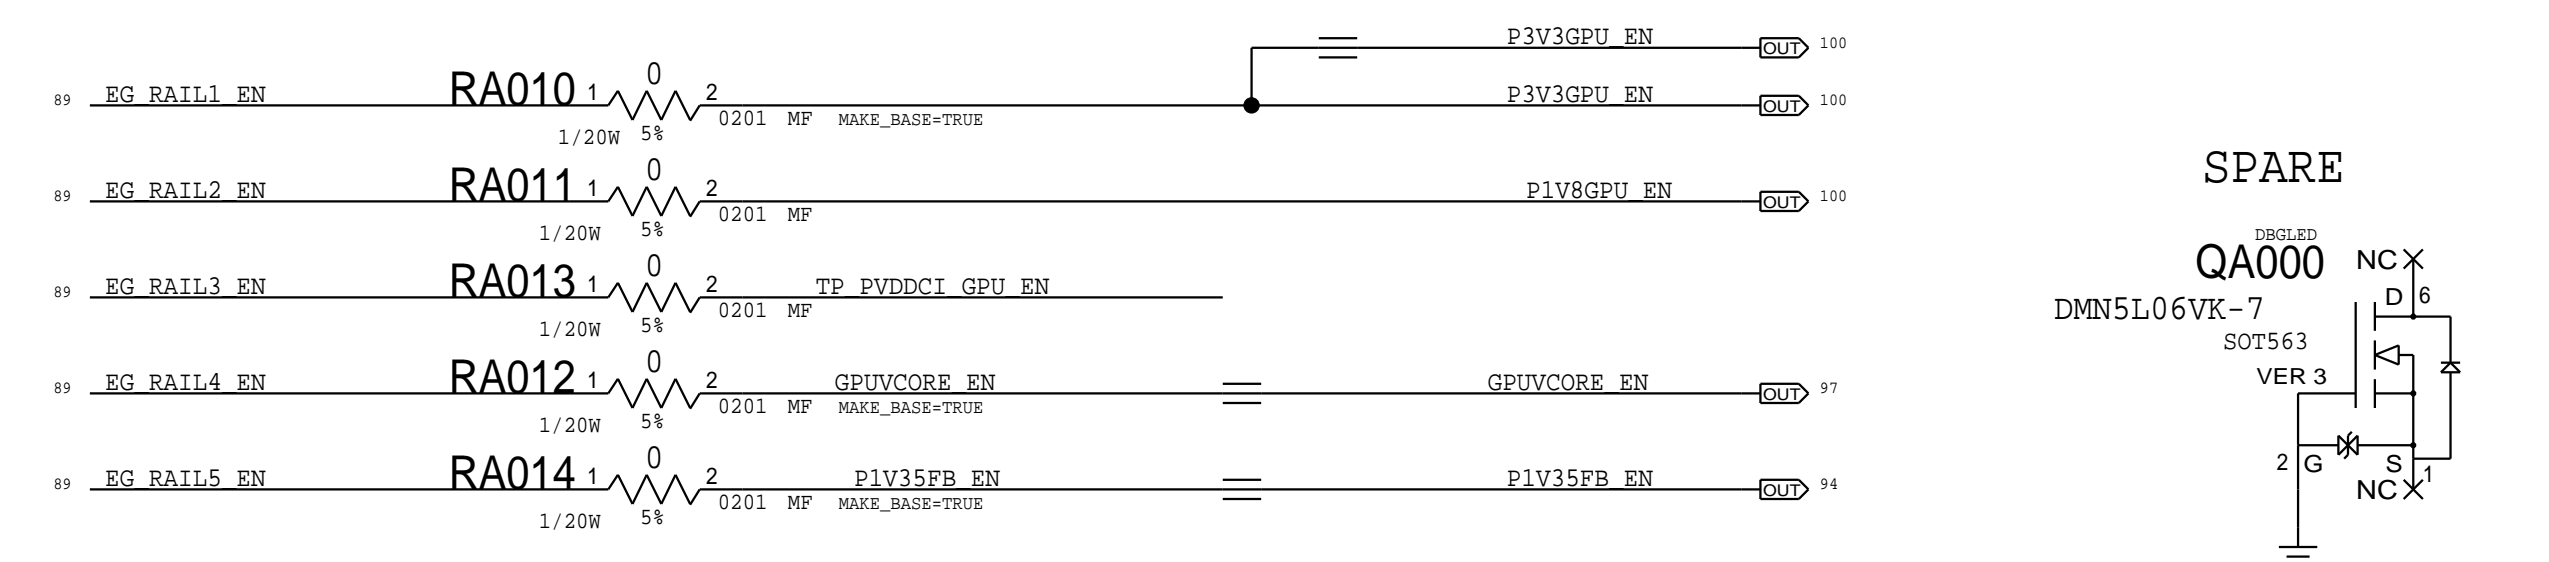 P3V3GPU_EN OUT 100
89 EG_RAIL1_EN RA010 1 0 2 P3V3GPU_EN OUT 100
1/20W 5% 0201 MF MAKE_BASE=TRUE
89 EG_RAIL2_EN RA011 1 0 2 P1V8GPU_EN OUT 100
1/20W 5% 0201 MF
89 EG_RAIL3_EN RA013 1 0 2 TP_PVDDCI_GPU_EN
1/20W 5% 0201 MF
89 EG_RAIL4_EN RA012 1 0 2 GPUVCORE_EN GPUVCORE_EN OUT 97
1/20W 5% 0201 MF MAKE_BASE=TRUE
89 EG_RAIL5_EN RA014 1 0 2 P1V35FB_EN P1V35FB_EN OUT 94
1/20W 5% 0201 MF MAKE_BASE=TRUE
SPARE
DBGLED
QA000 NC
D 6
DMN5L06VK-7
SOT563
VER 3
2 G S 1
NC